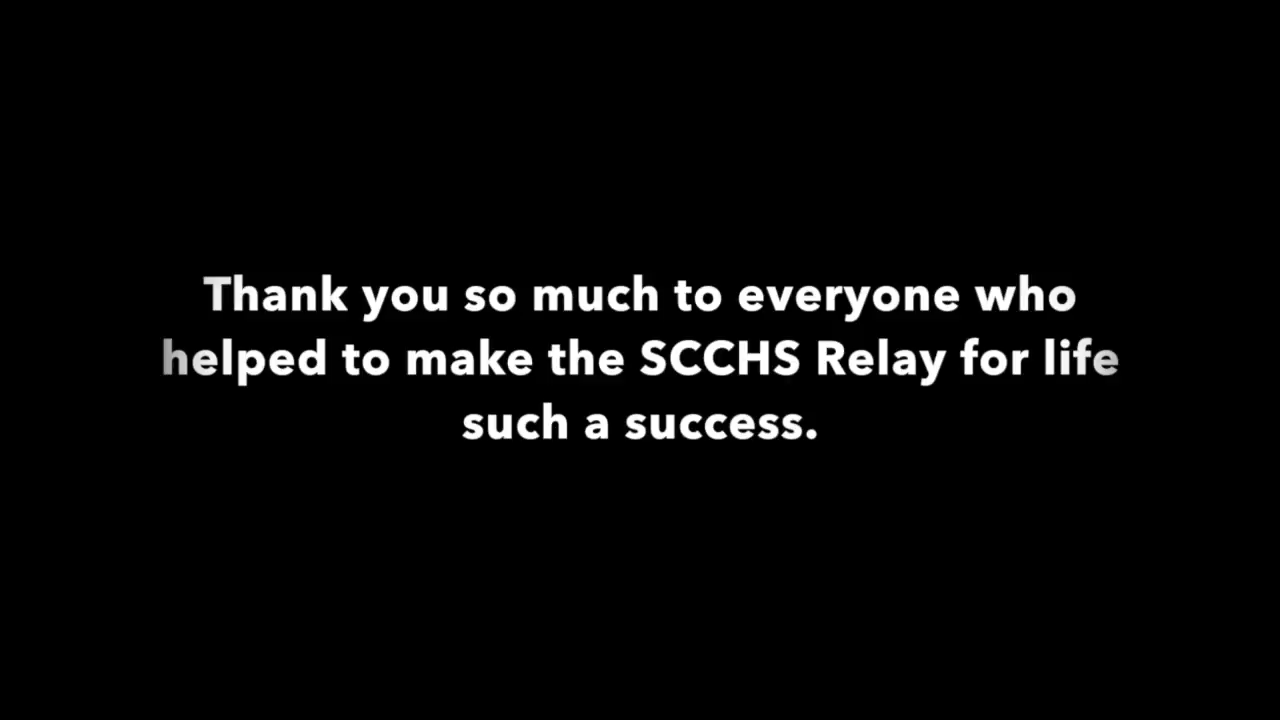 Thank you so much to everyone who
helped to make the SCCHS Relay for life
such a success.